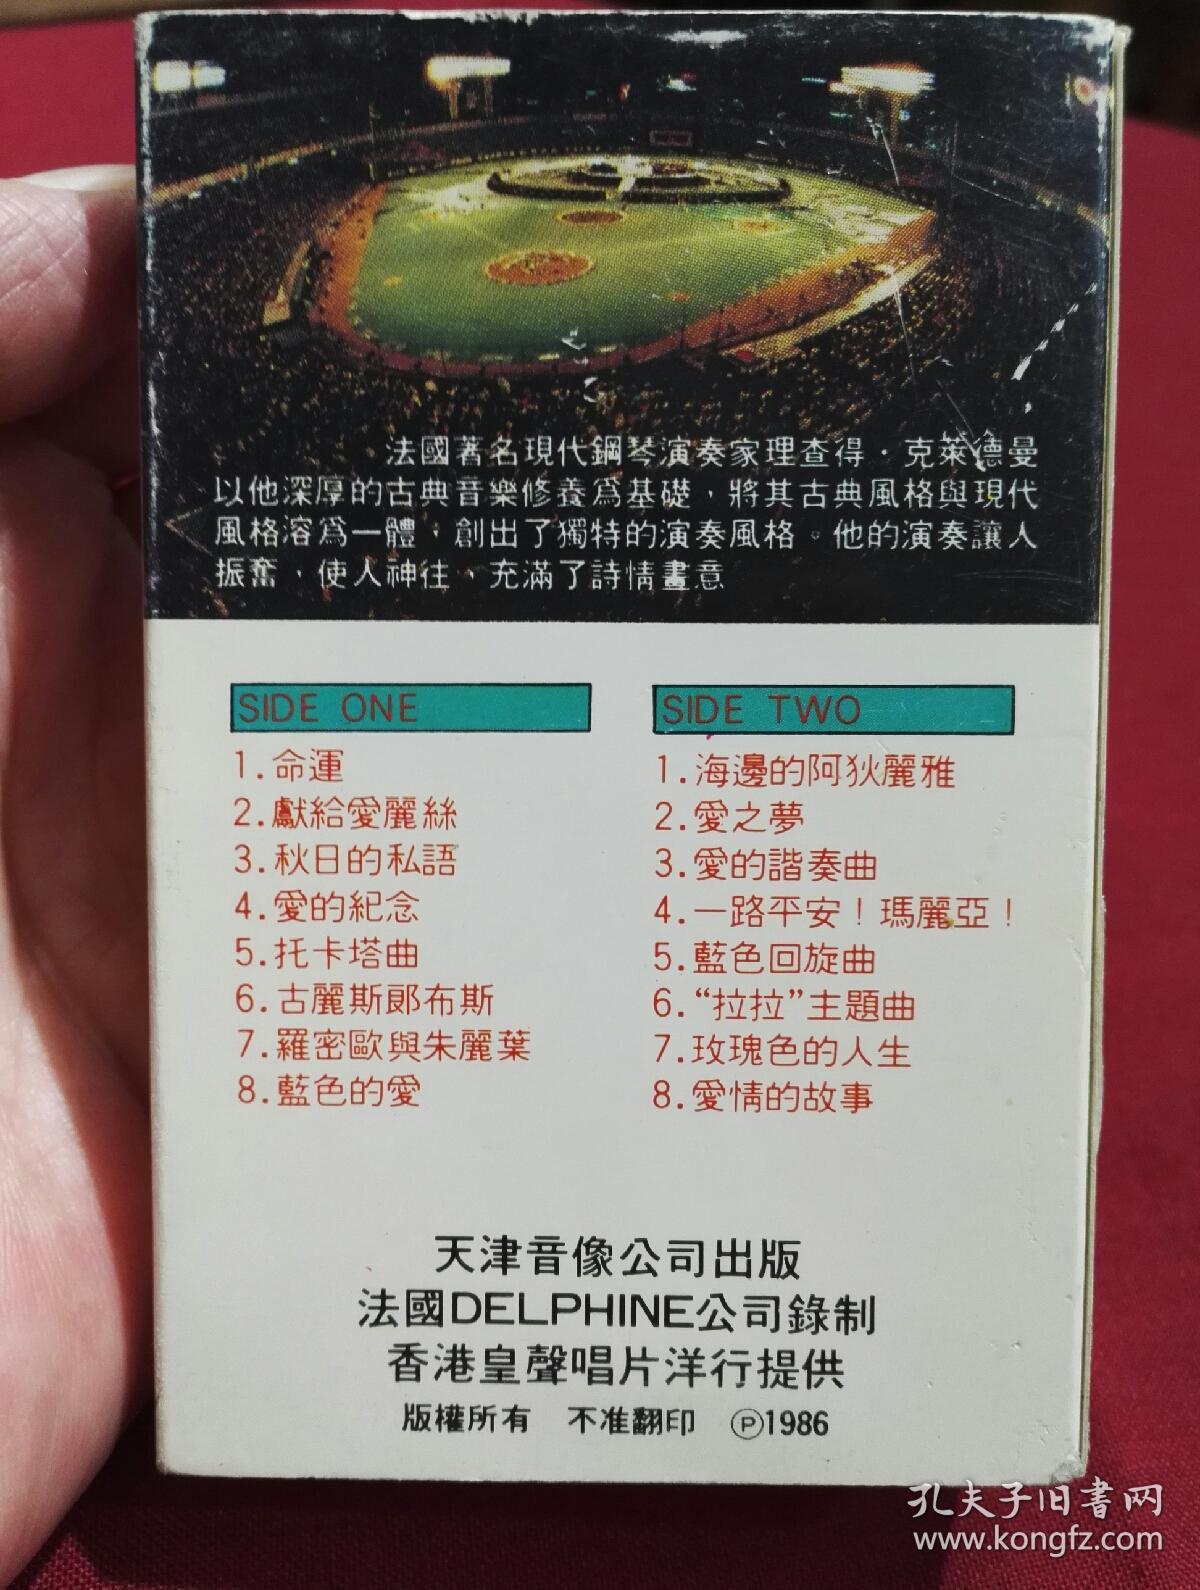 法國著名現代鋼琴演奏家理查得·克萊德曼
以他深厚的古典音樂修養爲基礎，將其古典風格與現代
風格溶爲一體，創出了獨特的演奏風格。他的演奏讓人
振奮，使人神往，充滿了詩情畫意
SIDE ONE
1.命運
2.獻給愛麗絲
3.秋日的私語
4.愛的紀念
5.托卡塔曲
6.古麗斯郞布斯
7.羅密歐與朱麗葉
8.藍色的愛
SIDE TWO
1.海邊的阿狄麗雅
2.愛之夢
3.愛的諧奏曲
4.一路平安！瑪麗亞！
5.藍色回旋曲
6.“拉拉”主題曲
7.玫瑰色的人生
8.愛情的故事
天津音像公司出版
法國DELPHINE公司錄制
香港皇聲唱片洋行提供
版權所有 不准翻印 Ⓟ1986
孔夫子旧書网
www.kongfz.com